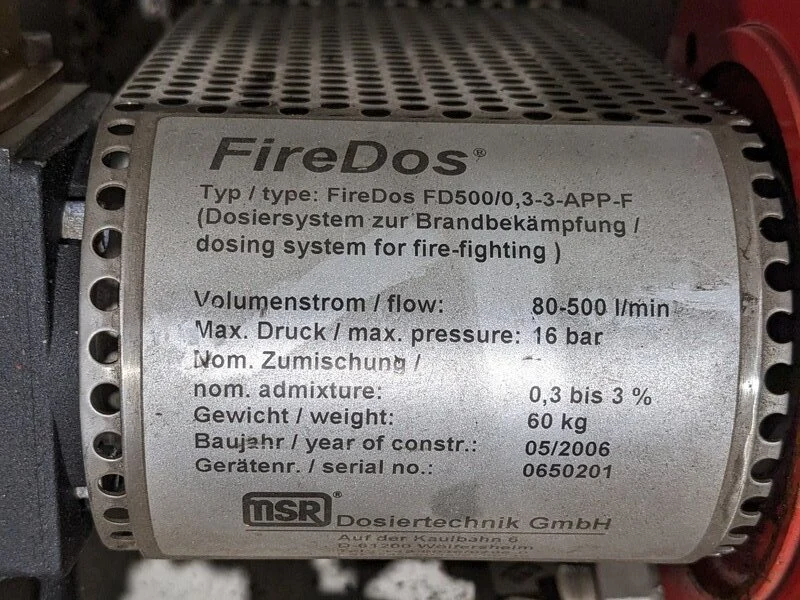 FireDos®
Typ / type: FireDos FD500/0,3-3-APP-F
(Dosiersystem zur Brandbekämpfung /
dosing system for fire-fighting )
Volumenstrom / flow: 80-500 l/min
Max. Druck / max. pressure: 16 bar
Nom. Zumischung /
nom. admixture: 0,3 bis 3 %
Gewicht / weight: 60 kg
Baujahr / year of constr.: 05/2006
Gerätenr. / serial no.: 0650201
MSR® Dosiertechnik GmbH
Auf der Kaulbahn 6
D-61200 Wölfersheim